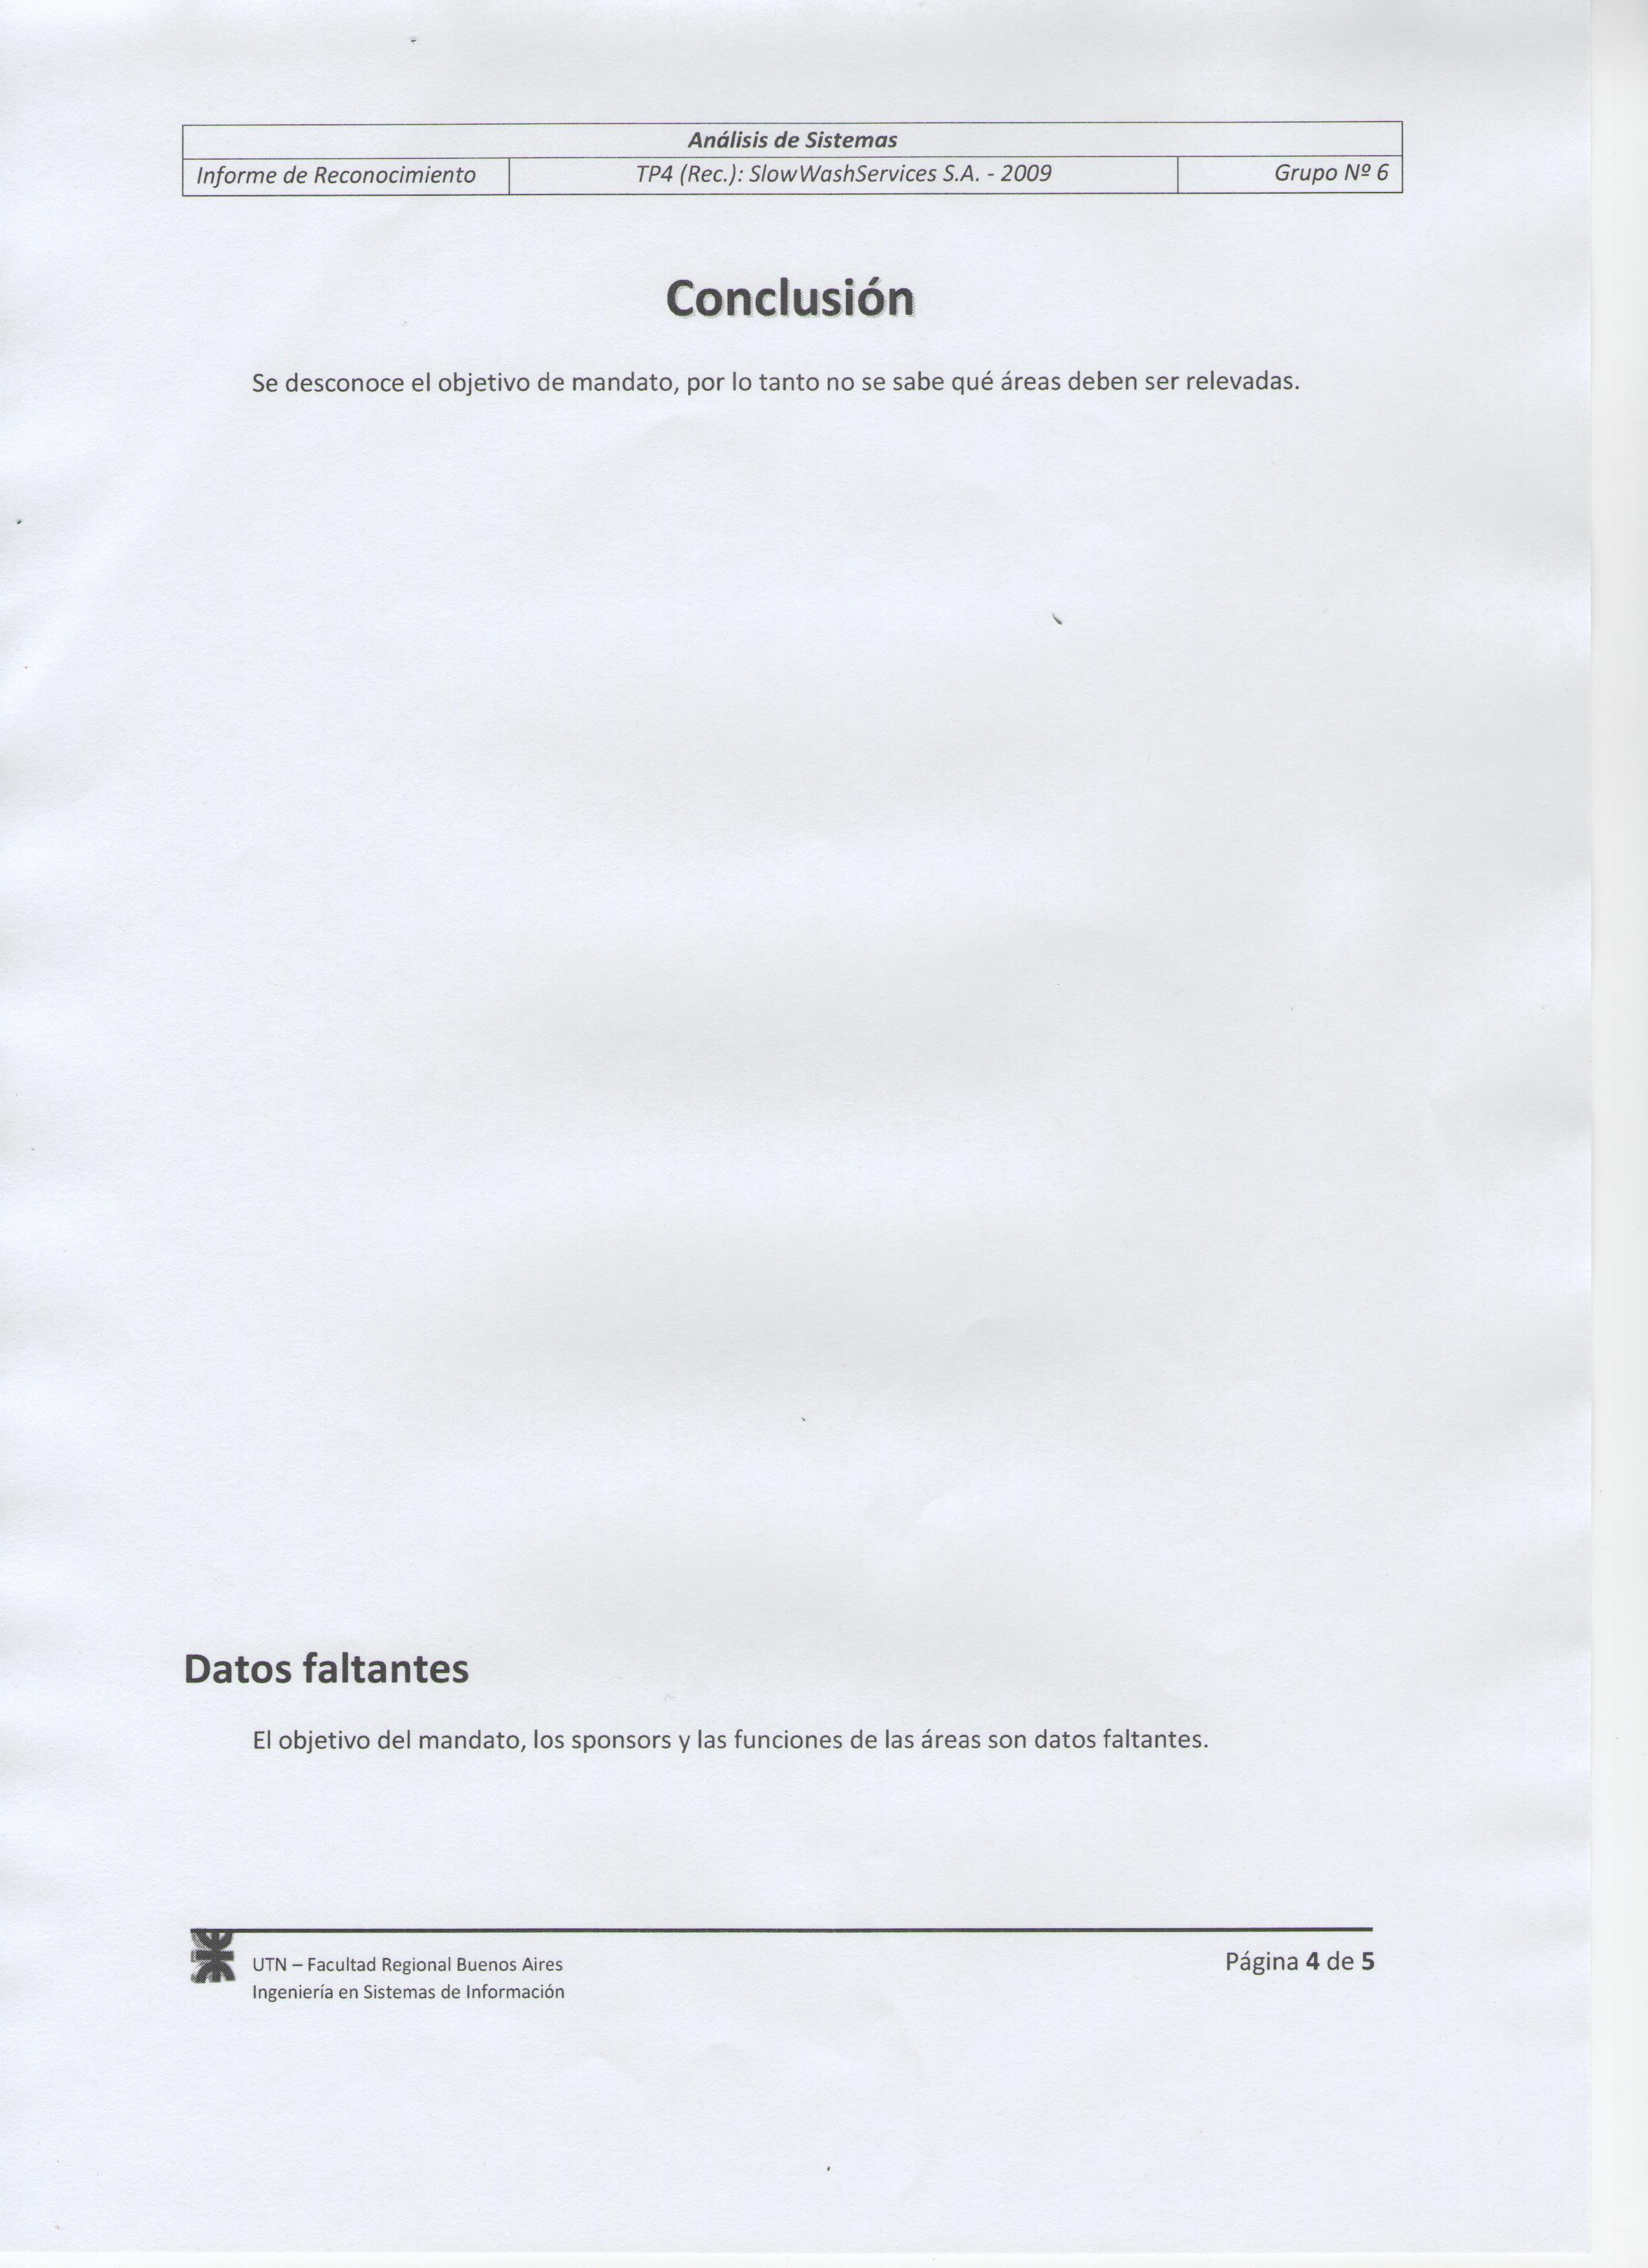 Análisis de Sistemas
Informe de Reconocimiento TP4 (Rec.): SlowWashServices S.A. - 2009 Grupo Nº 6
Conclusión
Se desconoce el objetivo de mandato, por lo tanto no se sabe qué áreas deben ser relevadas.
Datos faltantes
El objetivo del mandato, los sponsors y las funciones de las áreas son datos faltantes.
UTN – Facultad Regional Buenos Aires Página 4 de 5
Ingeniería en Sistemas de Información